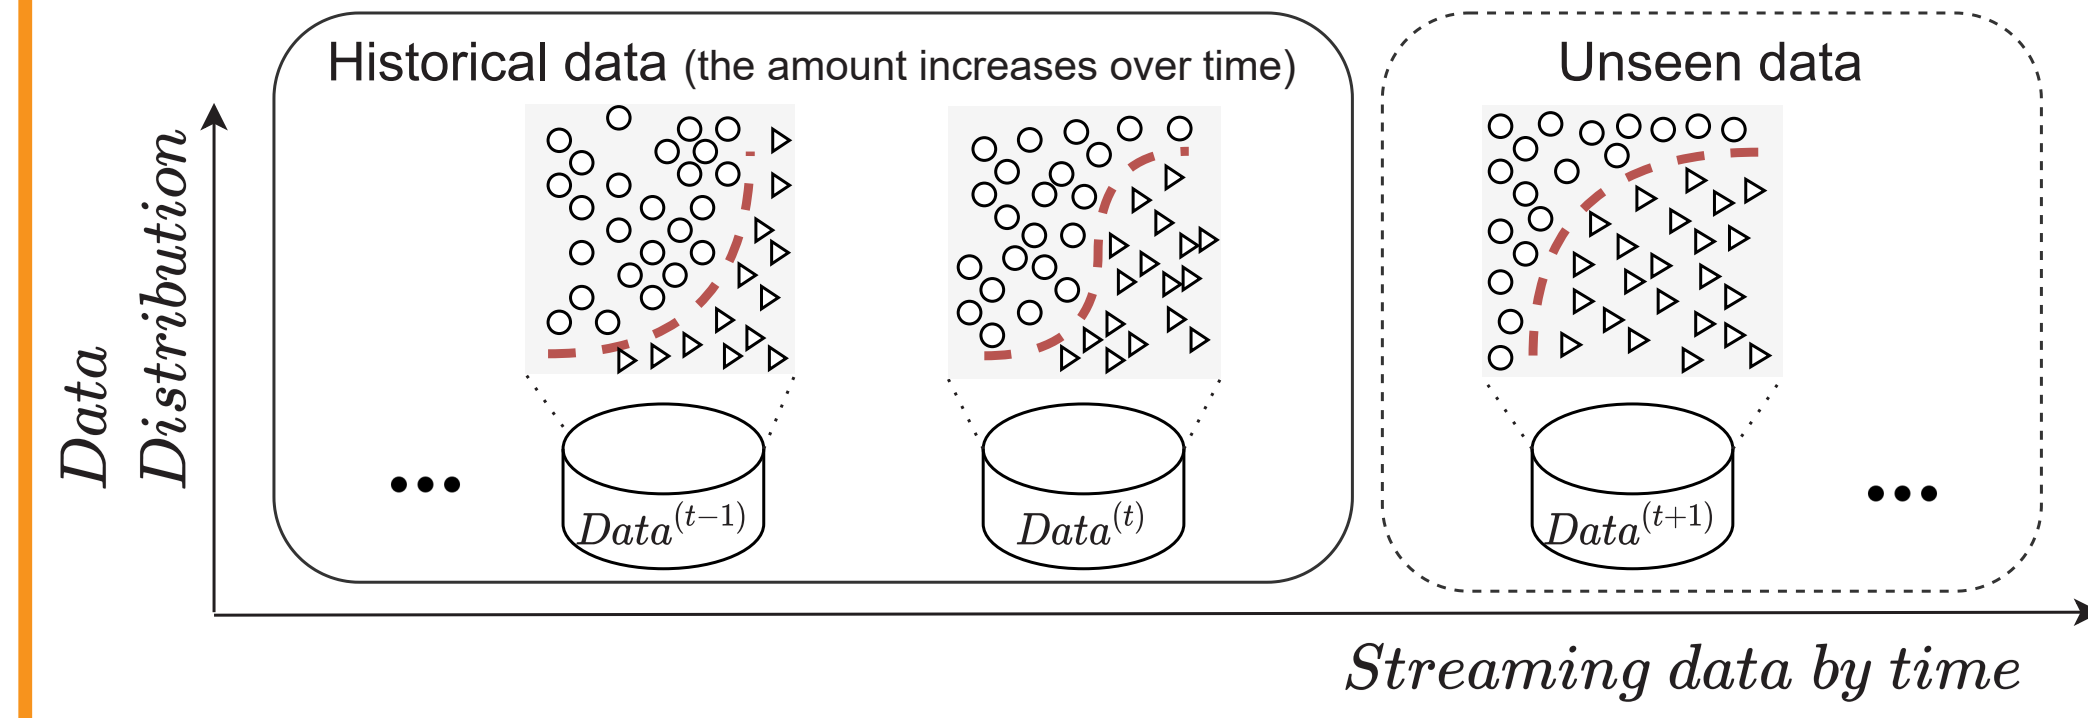 Historical data (the amount increases over time)
Unseen data
Data
Distribution
Data^{(t-1)}
Data^{(t)}
Data^{(t+1)}
Streaming data by time